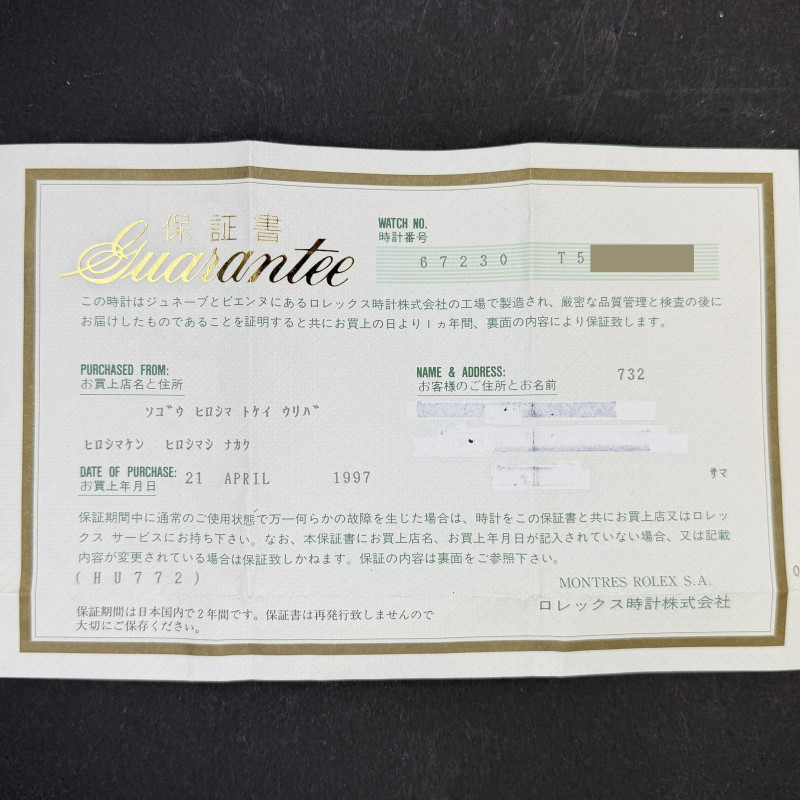 保証書
Guarantee
WATCH NO.
時計番号
67230 T5
この時計はジュネーブとビエンヌにあるロレックス時計株式会社の工場で製造され、厳密な品質管理と検査の後に
お届けしたものであることを証明すると共にお買上の日より1ヵ年間、裏面の内容により保証致します。
PURCHASED FROM:
お買上店名と住所
ソゴウ ヒロシマ トケイ ウリバ
ヒロシマケン ヒロシマシ ナカク
NAME & ADDRESS: 732
お客様のご住所とお名前
サマ
DATE OF PURCHASE: 21 APRIL 1997
お買上年月日
保証期間中に通常のご使用状態で万一何らかの故障を生じた場合は、時計をこの保証書と共にお買上店又はロレッ
クス サービスにお持ち下さい。なお、本保証書にお買上店名、お買上年月日が記入されていない場合、又は記載
内容が変更されている場合は保証致しかねます。保証の内容は裏面をご参照下さい。
(HU772)
MONTRES ROLEX S.A.
ロレックス時計株式会社
保証期間は日本国内で2年間です。保証書は再発行致しませんので
大切にご保存ください。